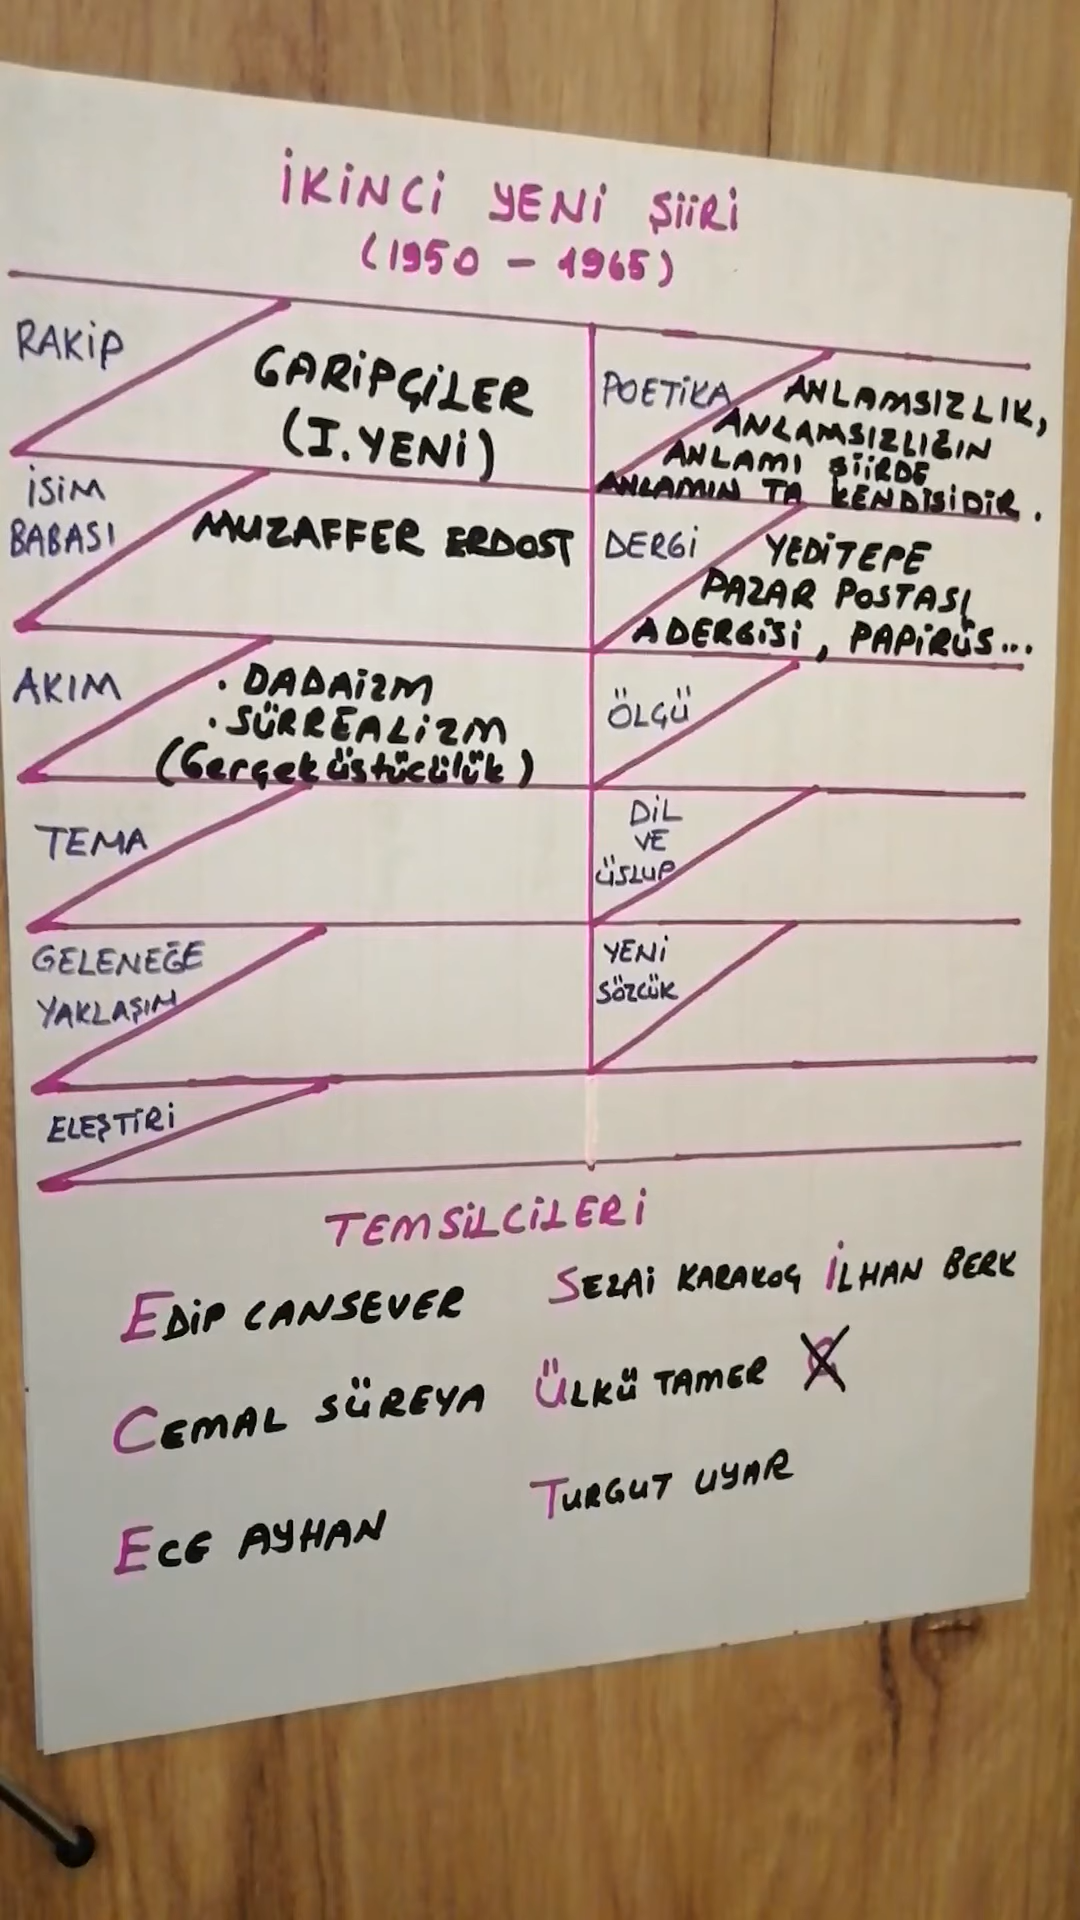 İKİNCİ YENİ ŞİİRİ
(1950 - 1965)
RAKİP
GARİPÇİLER
(I. YENİ)
POETİKA
ANLAMSIZLIK,
ANLAMSIZLIĞIN
ANLAMI ŞİİRDE
ANLAMIN TA KENDİSİDİR.
İSİM
BABASI
MUZAFFER ERDOST
DERGİ
YEDİTEPE
PAZAR POSTASI
A DERGİSİ, PAPİRÜS...
AKIM
. DADAİZM
. SÜRREALİZM
(Gerçeküstücülük)
ÖLÇÜ
TEMA
DİL
VE
ÜSLUP
GELENEĞE
YAKLAŞIM
YENİ
SÖZCÜK
ELEŞTİRİ
TEMSİLCİLERİ
EDİP CANSEVER
SEZAİ KARAKOÇ İLHAN BERK
CEMAL SÜREYA
ÜLKÜ TAMER
ECE AYHAN
TURGUT UYAR